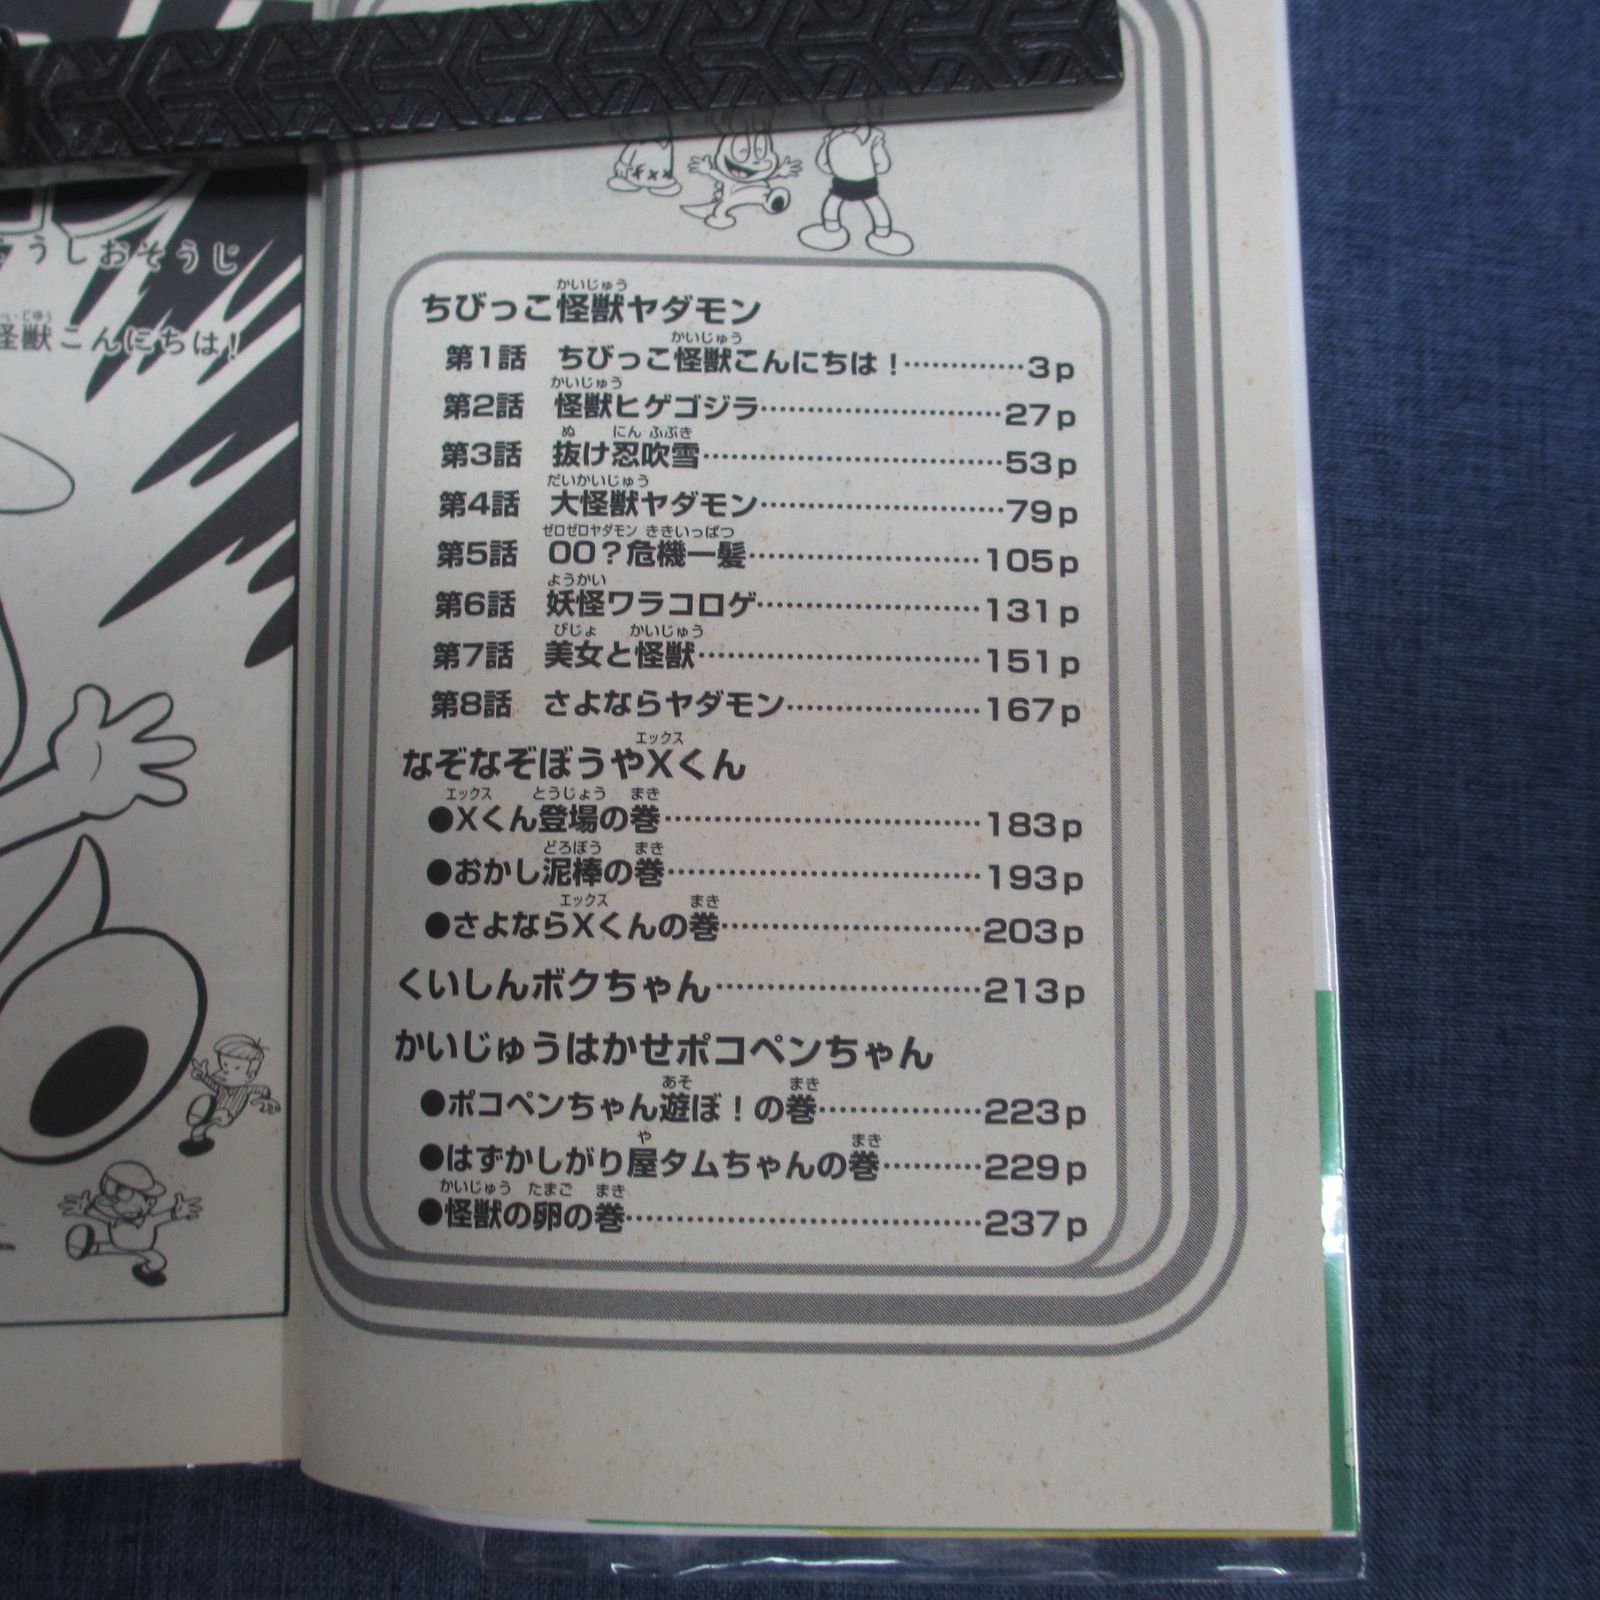 うしおそうじ
怪獣こんにちは!
ちびっこ怪獣ヤダモン
第1話 ちびっこ怪獣こんにちは!…………3p
第2話 怪獣ヒゲゴジラ……………………27p
第3話 抜け忍吹雪…………………………53p
第4話 大怪獣ヤダモン……………………79p
第5話 00?危機一髪……………………105p
第6話 妖怪ワラコロゲ…………………131p
第7話 美女と怪獣………………………151p
第8話 さよならヤダモン………………167p
なぞなぞぼうやXくん
●Xくん登場の巻…………………………183p
●おかし泥棒の巻…………………………193p
●さよならXくんの巻……………………203p
くいしんボクちゃん……………………213p
かいじゅうはかせポコペンちゃん
●ポコペンちゃん遊ぼ!の巻……………223p
●はずかしがり屋タムちゃんの巻………229p
●怪獣の卵の巻……………………………237p